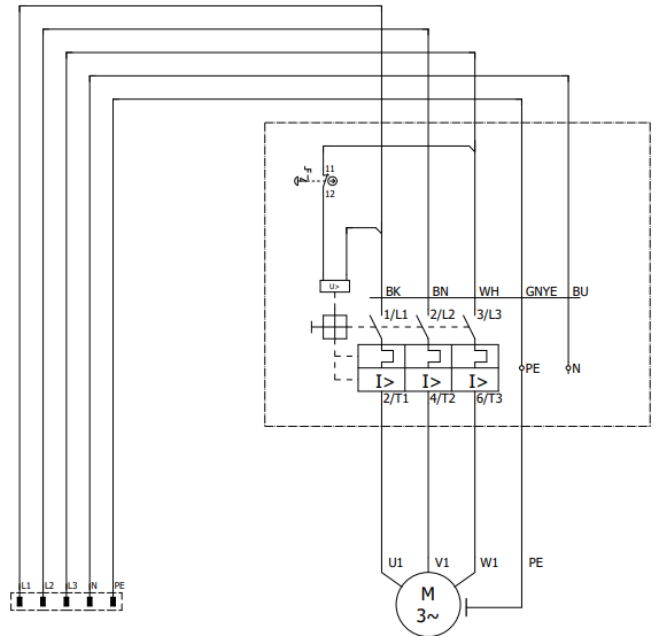 11
12
U>
BK BN WH GNYE BU
1/L1 2/L2 3/L3
I> I> I>
PE N
2/T1 4/T2 6/T3
U1 V1 W1 PE
L1 L2 L3 N PE
M
3~